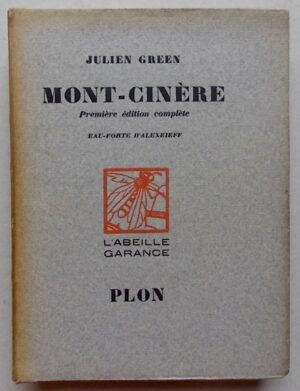 JULIEN GREEN
MONT-CINÈRE
Première édition complète
EAU-FORTE D'ALEXEIEFF
L'ABEILLE
GARANCE
PLON